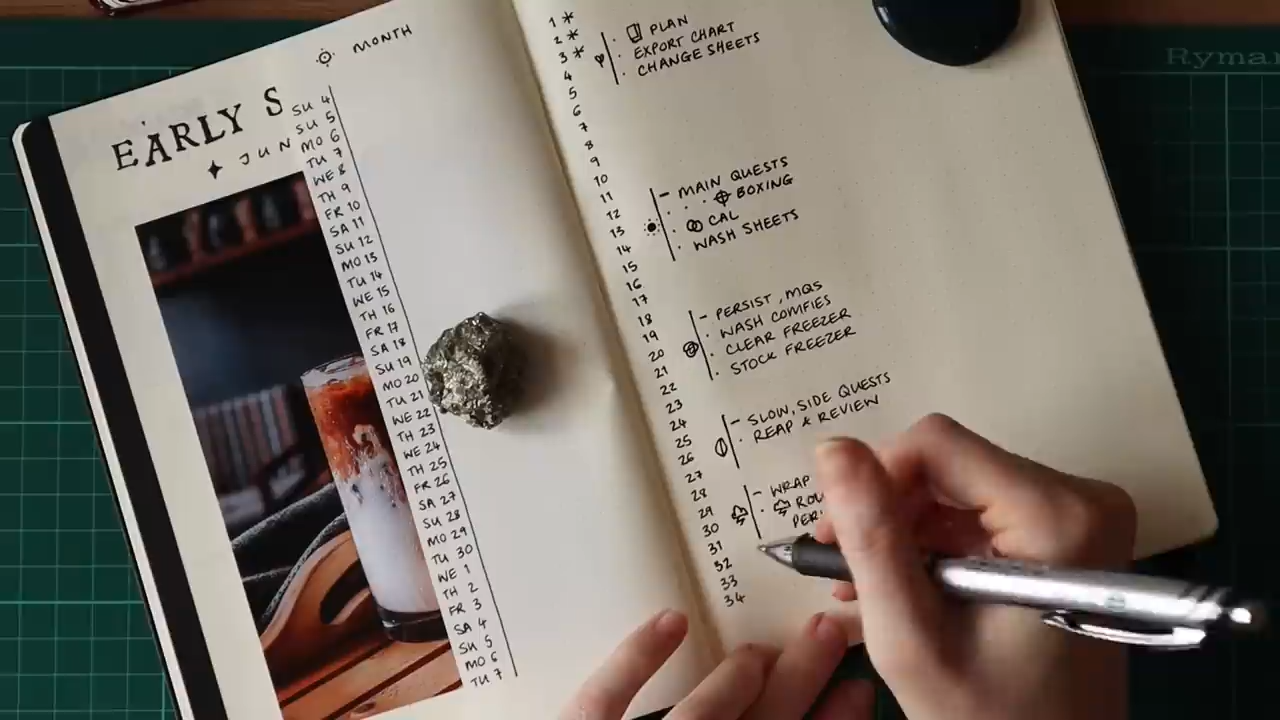 MONTH
EARLY S
JUN
SU 4
SU 5
MO 6
TU 7
WE 8
TH 9
FR 10
SA 11
SU 12
MO 13
TU 14
WE 15
TH 16
FR 17
SA 18
SU 19
MO 20
TU 21
WE 22
TH 23
WE 24
TH 25
FR 26
SA 27
SU 28
MO 29
TU 30
WE 1
TH 2
FR 3
SA 4
SU 5
MO 6
TU 7
1 *
2 *
3 *
4
5
6
7
8
9
10
11
12
13
14
15
16
17
18
19
20
21
22
23
24
25
26
27
28
29
30
31
32
33
34
PLAN
EXPORT CHART
CHANGE SHEETS
MAIN QUESTS
BOXING
CAL
WASH SHEETS
PERSIST, MQS
WASH COMFIES
CLEAR FREEZER
STOCK FREEZER
SLOW, SIDE QUESTS
REAP & REVIEW
WRAP
ROU
PER
Ryma